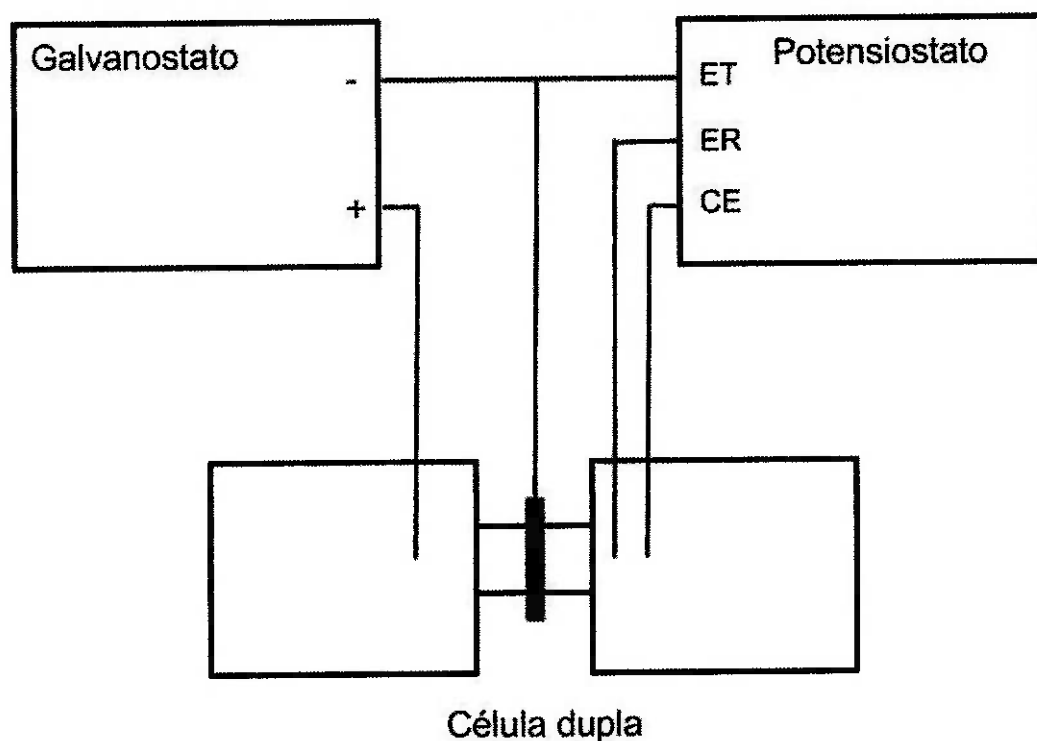 Galvanostato
-
+
Potensiostato
ET
ER
CE
Célula dupla